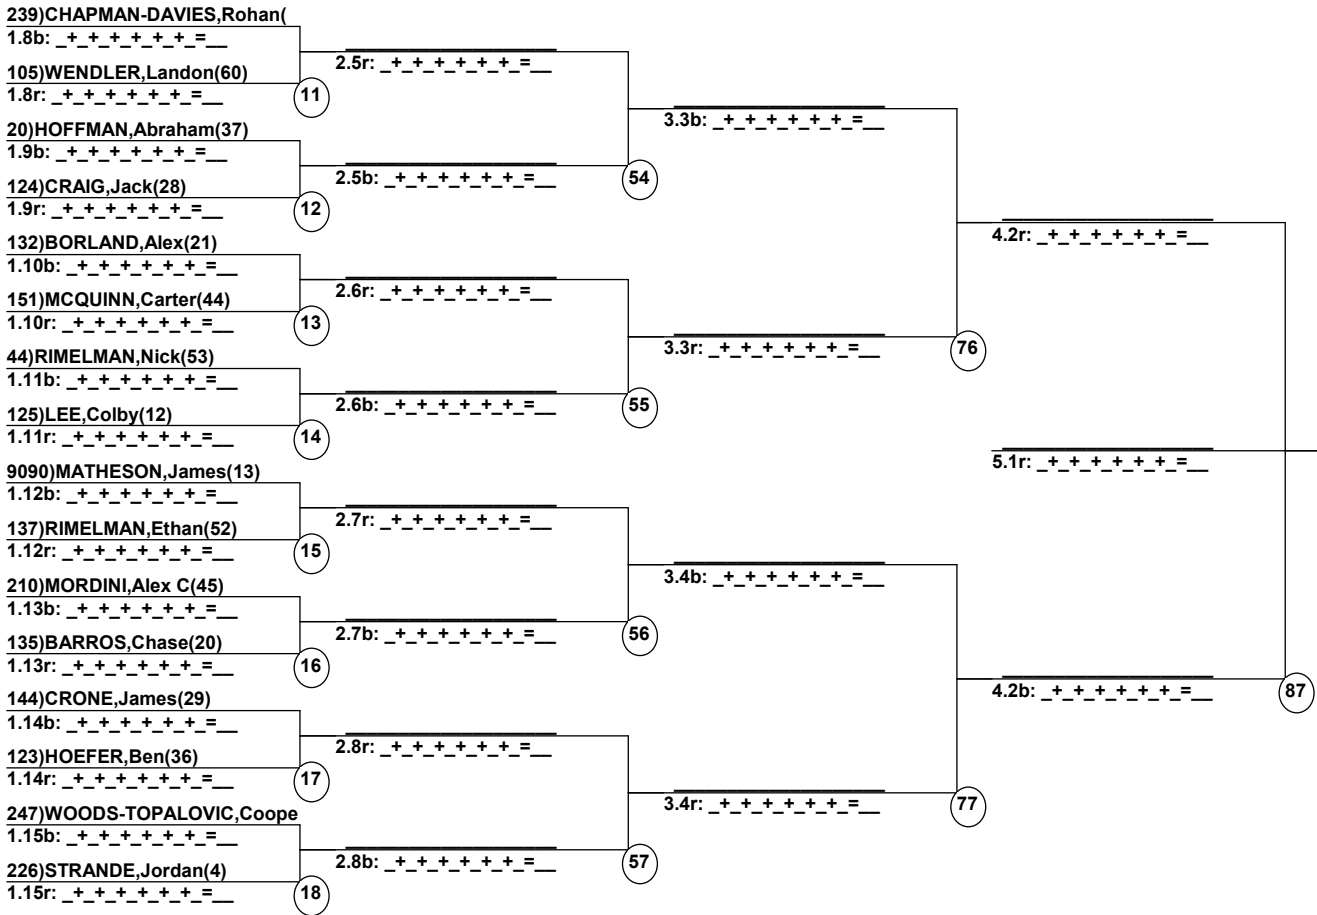 239)CHAPMAN-DAVIES,Rohan(
1.8b: _+_+_+_+_+_=__
105)WENDLER,Landon(60)
1.8r: _+_+_+_+_+_=__
11
20)HOFFMAN,Abraham(37)
1.9b: _+_+_+_+_+_=__
124)CRAIG,Jack(28)
1.9r: _+_+_+_+_+_=__
12
132)BORLAND,Alex(21)
1.10b: _+_+_+_+_+_=__
151)MCQUINN,Carter(44)
1.10r: _+_+_+_+_+_=__
13
44)RIMELMAN,Nick(53)
1.11b: _+_+_+_+_+_=__
125)LEE,Colby(12)
1.11r: _+_+_+_+_+_=__
14
9090)MATHESON,James(13)
1.12b: _+_+_+_+_+_=__
137)RIMELMAN,Ethan(52)
1.12r: _+_+_+_+_+_=__
15
210)MORDINI,Alex C(45)
1.13b: _+_+_+_+_+_=__
135)BARROS,Chase(20)
1.13r: _+_+_+_+_+_=__
16
144)CRONE,James(29)
1.14b: _+_+_+_+_+_=__
123)HOEFER,Ben(36)
1.14r: _+_+_+_+_+_=__
17
247)WOODS-TOPALOVIC,Coope
1.15b: _+_+_+_+_+_=__
226)STRANDE,Jordan(4)
1.15r: _+_+_+_+_+_=__
18
2.5r: _+_+_+_+_+_=__
2.5b: _+_+_+_+_+_=__
54
2.6r: _+_+_+_+_+_=__
2.6b: _+_+_+_+_+_=__
55
2.7r: _+_+_+_+_+_=__
2.7b: _+_+_+_+_+_=__
56
2.8r: _+_+_+_+_+_=__
2.8b: _+_+_+_+_+_=__
57
3.3b: _+_+_+_+_+_=__
3.3r: _+_+_+_+_+_=__
76
3.4b: _+_+_+_+_+_=__
3.4r: _+_+_+_+_+_=__
77
4.2r: _+_+_+_+_+_=__
5.1r: _+_+_+_+_+_=__
4.2b: _+_+_+_+_+_=__
87